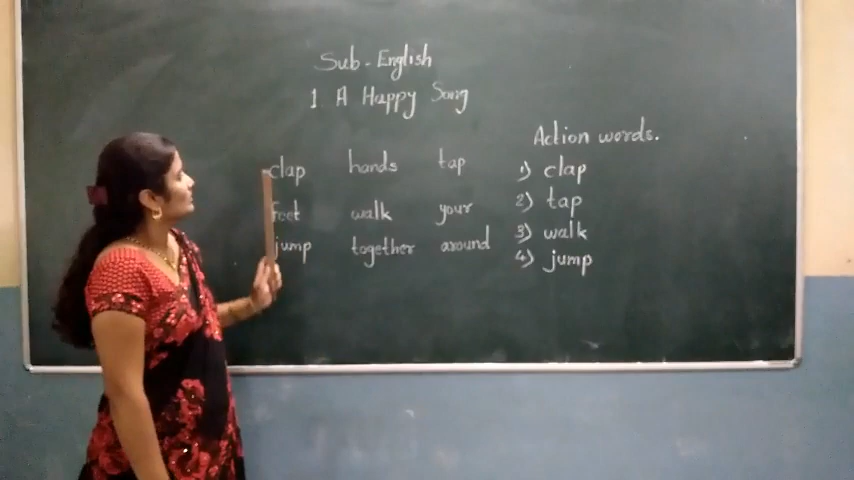 Sub - English
1 A Happy Song
clap hands tap
feet walk your
jump together around
Action words.
1) clap
2) tap
3) walk
4) jump